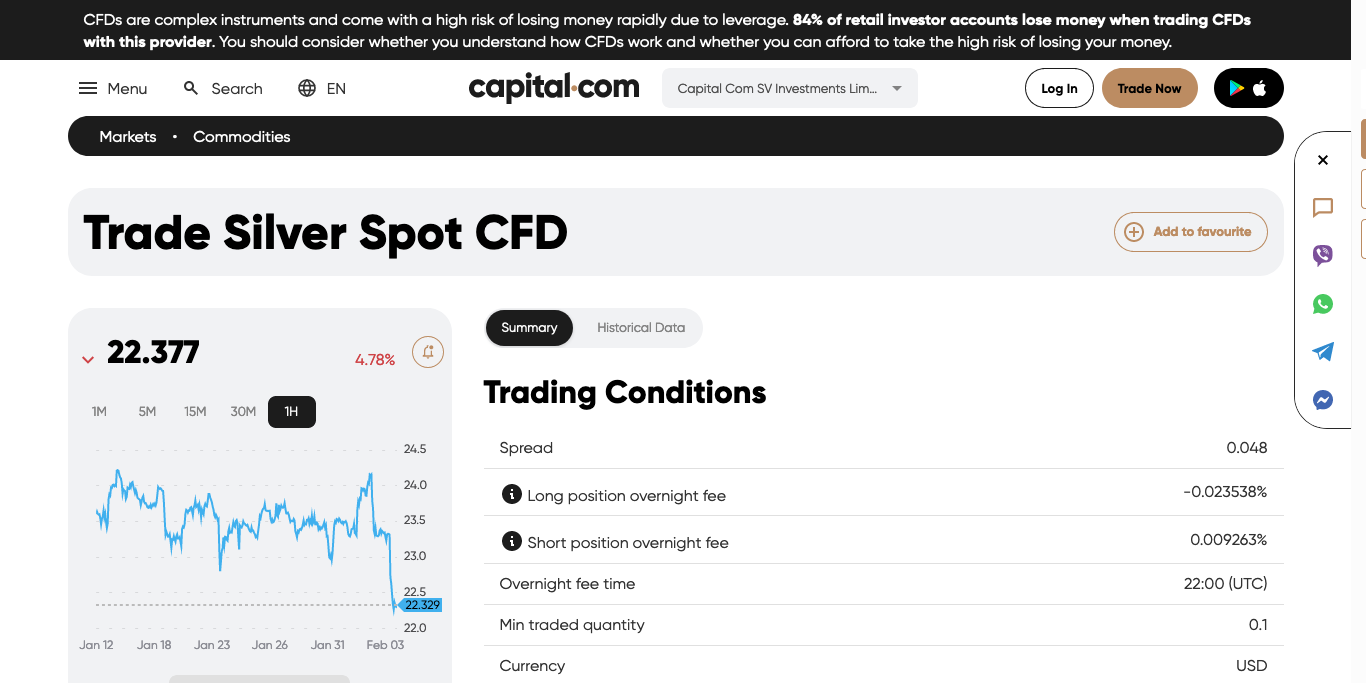 CFDs are complex instruments and come with a high risk of losing money rapidly due to leverage. 84% of retail investor accounts lose money when trading CFDs
with this provider. You should consider whether you understand how CFDs work and whether you can afford to take the high risk of losing your money.
Menu
Search
EN
capital.com
Capital Com SV Investments Lim...
Log In
Trade Now
Markets • Commodities
Trade Silver Spot CFD
Add to favourite
22.377
4.78%
1M 5M 15M 30M 1H
24.5
24.0
23.5
23.0
22.5
22.329
22.0
Jan 12 Jan 18 Jan 23 Jan 26 Jan 31 Feb 03
Summary
Historical Data
Trading Conditions
Spread 0.048
Long position overnight fee -0.023538%
Short position overnight fee 0.009263%
Overnight fee time 22:00 (UTC)
Min traded quantity 0.1
Currency USD